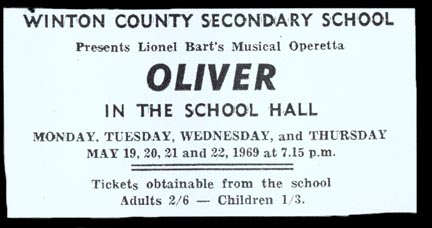 WINTON COUNTY SECONDARY SCHOOL
Presents Lionel Bart's Musical Operetta
OLIVER
IN THE SCHOOL HALL
MONDAY, TUESDAY, WEDNESDAY, and THURSDAY
MAY 19, 20, 21 and 22, 1969 at 7.15 p.m.
Tickets obtainable from the school
Adults 2/6 — Children 1/3.